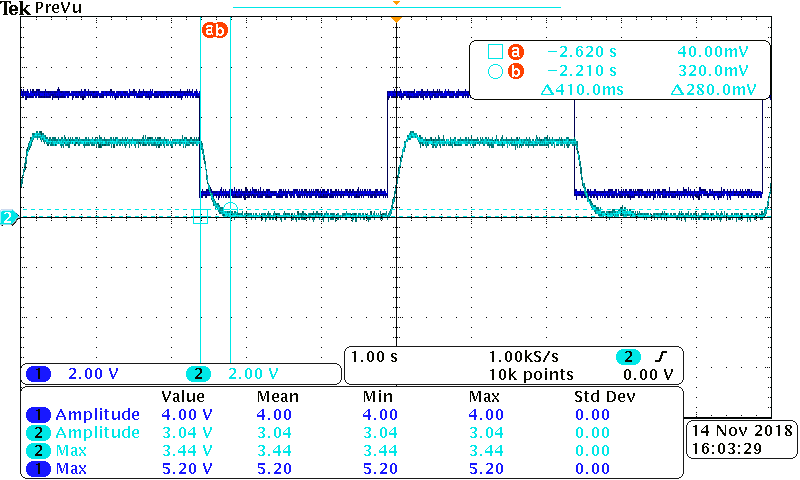 Tek PreVu
a b
a −2.620 s 40.00mV
b −2.210 s 320.0mV
Δ410.0ms Δ280.0mV
2
1 2.00 V 2 2.00 V
1.00 s 1.00kS/s 2
10k points 0.00 V
Value Mean Min Max Std Dev
1 Amplitude 4.00 V 4.00 4.00 4.00 0.00
2 Amplitude 3.04 V 3.04 3.04 3.04 0.00
2 Max 3.44 V 3.44 3.44 3.44 0.00
1 Max 5.20 V 5.20 5.20 5.20 0.00
14 Nov 2018
16:03:29